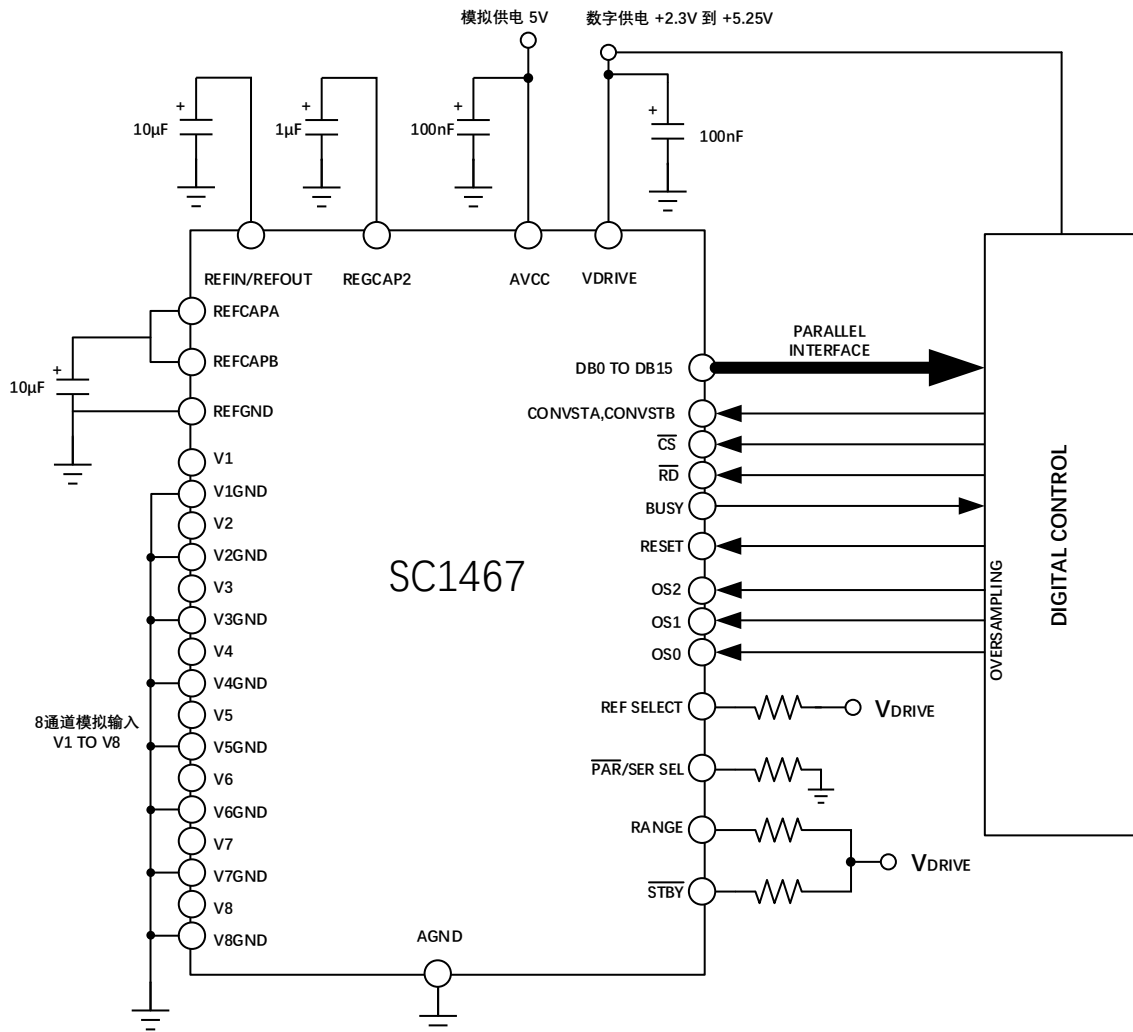 模拟供电 5V
数字供电 +2.3V 到 +5.25V
+
10μF
+
1μF
+
100nF
+
100nF
REFIN/REFOUT
REGCAP2
AVCC
VDRIVE
REFCAPA
REFCAPB
REFGND
+
10μF
V1
V1GND
V2
V2GND
V3
V3GND
V4
V4GND
V5
V5GND
V6
V6GND
V7
V7GND
V8
V8GND
8通道模拟输入
V1 TO V8
SC1467
AGND
DB0 TO DB15
PARALLEL
INTERFACE
CONVSTA,CONVSTB
CS
RD
BUSY
RESET
OS2
OS1
OS0
OVERSAMPLING
DIGITAL CONTROL
REF SELECT
VDRIVE
PAR/SER SEL
RANGE
STBY
VDRIVE